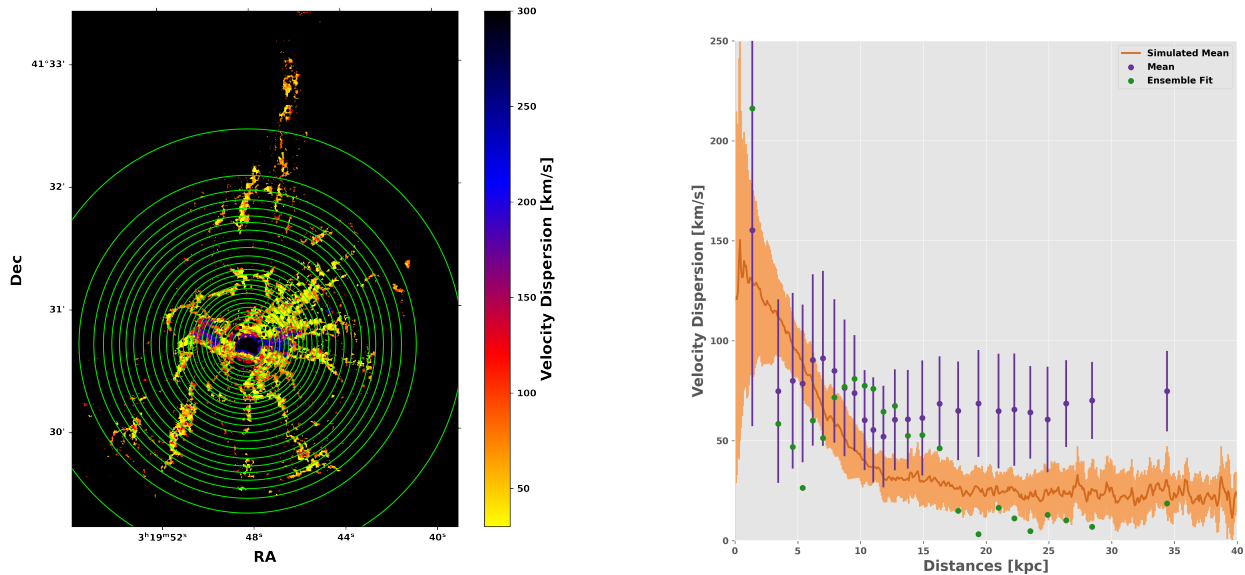 41°33'
32'
31'
30'
3ʰ19ᵐ52ˢ
48ˢ
44ˢ
40ˢ
RA
Dec
300
250
200
150
100
50
Velocity Dispersion [km/s]
250
200
150
100
50
0
Velocity Dispersion [km/s]
Simulated Mean
Mean
Ensemble Fit
0
5
10
15
20
25
30
35
40
Distances [kpc]